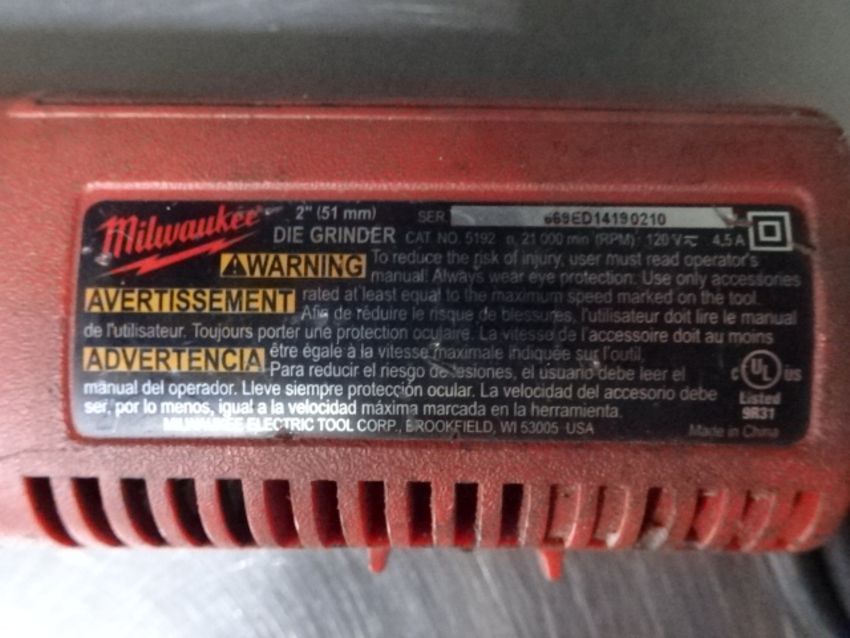 Milwaukee 2" (51 mm) SER. 669ED14190210
DIE GRINDER CAT. NO. 5192 n. 21 000 min (RPM) 120 V 4,5 A
WARNING To reduce the risk of injury, user must read operator's
manual. Always wear eye protection. Use only accessories
AVERTISSEMENT rated at least equal to the maximum speed marked on the tool.
Afin de réduire le risque de blessures, l'utilisateur doit lire le manual
de l'utilisateur. Toujours porter une protection oculaire. La vitesse de l'accessoire doit au moins
ADVERTENCIA être égale à la vitesse maximale indiquée sur l'outil.
Para reducir el riesgo de lesiones, el usuario debe leer el
manual del operador. Lleve siempre protección ocular. La velocidad del accesorio debe
ser, por lo menos, igual a la velocidad máxima marcada en la herramienta.
MILWAUKEE ELECTRIC TOOL CORP., BROOKFIELD, WI 53005 USA
c UL us
Listed
9R31
Made in China